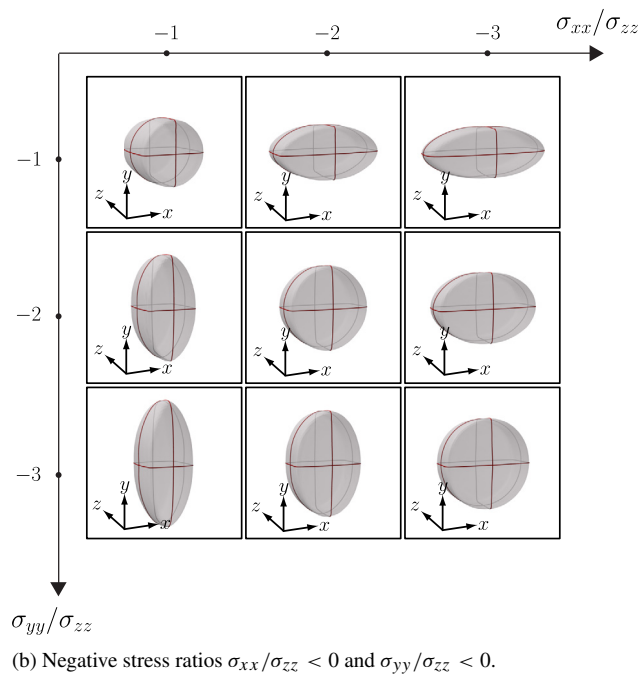 σxx/σzz
−1 −2 −3
−1
z y x z y x z y x
−2
z y x z y x z y x
−3
z y x z y x z y x
σyy/σzz
(b) Negative stress ratios σxx/σzz < 0 and σyy/σzz < 0.